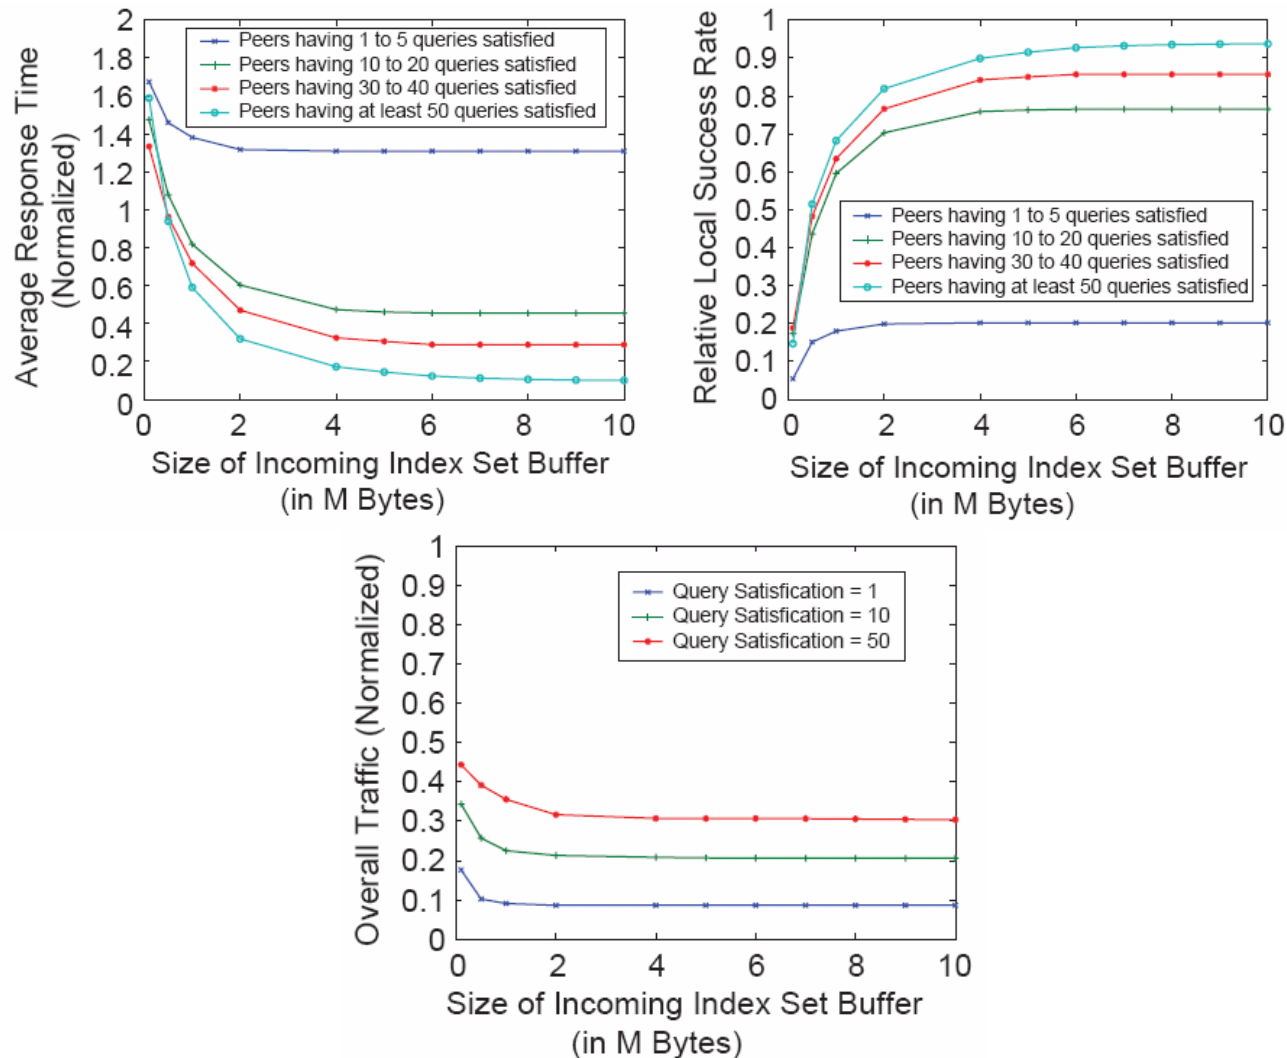 2
1.8
1.6
1.4
1.2
1
0.8
0.6
0.4
0.2
0
Average Response Time
(Normalized)
Peers having 1 to 5 queries satisfied
Peers having 10 to 20 queries satisfied
Peers having 30 to 40 queries satisfied
Peers having at least 50 queries satisfied
0 2 4 6 8 10
Size of Incoming Index Set Buffer
(in M Bytes)
1
0.9
0.8
0.7
0.6
0.5
0.4
0.3
0.2
0.1
0
Relative Local Success Rate
Peers having 1 to 5 queries satisfied
Peers having 10 to 20 queries satisfied
Peers having 30 to 40 queries satisfied
Peers having at least 50 queries satisfied
0 2 4 6 8 10
Size of Incoming Index Set Buffer
(in M Bytes)
1
0.9
0.8
0.7
0.6
0.5
0.4
0.3
0.2
0.1
0
Overall Traffic (Normalized)
Query Satisfication = 1
Query Satisfication = 10
Query Satisfication = 50
0 2 4 6 8 10
Size of Incoming Index Set Buffer
(in M Bytes)